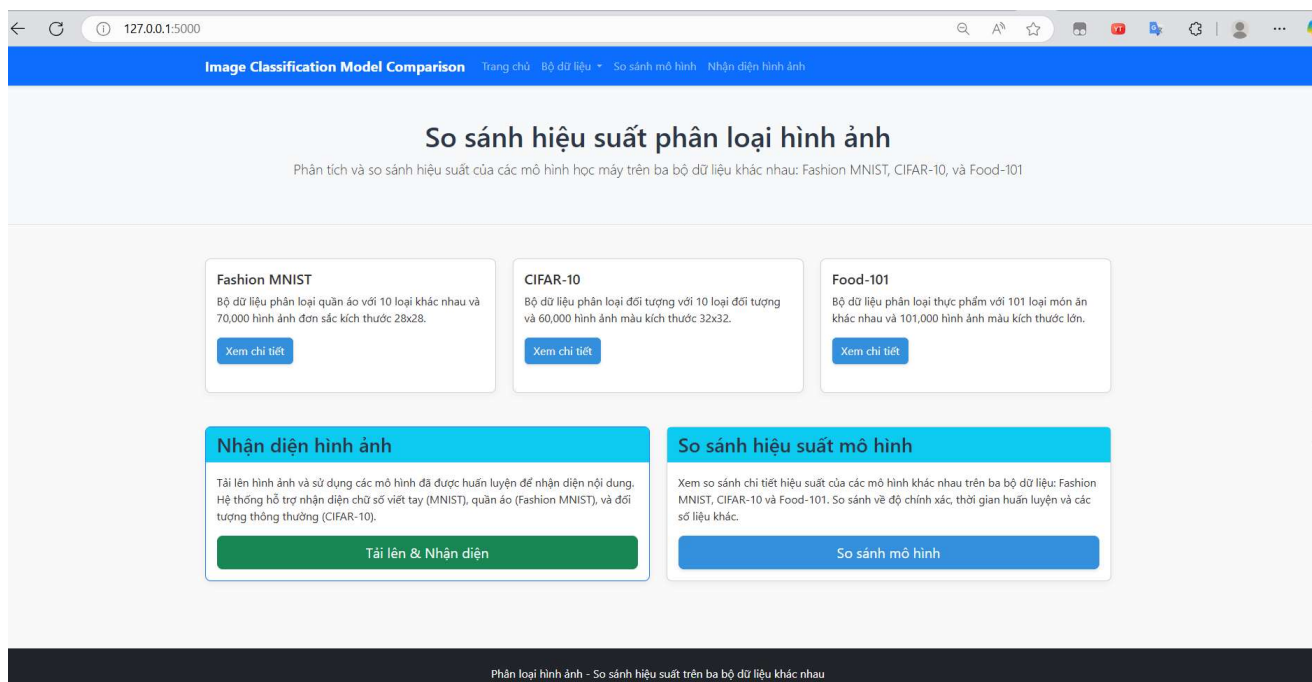 127.0.0.1:5000
Image Classification Model Comparison Trang chủ Bộ dữ liệu So sánh mô hình Nhận diện hình ảnh
So sánh hiệu suất phân loại hình ảnh
Phân tích và so sánh hiệu suất của các mô hình học máy trên ba bộ dữ liệu khác nhau: Fashion MNIST, CIFAR-10, và Food-101
Fashion MNIST
Bộ dữ liệu phân loại quần áo với 10 loại khác nhau và
70,000 hình ảnh đơn sắc kích thước 28x28.
Xem chi tiết
CIFAR-10
Bộ dữ liệu phân loại đối tượng với 10 loại đối tượng
và 60,000 hình ảnh màu kích thước 32x32.
Xem chi tiết
Food-101
Bộ dữ liệu phân loại thực phẩm với 101 loại món ăn
khác nhau và 101,000 hình ảnh màu kích thước lớn.
Xem chi tiết
Nhận diện hình ảnh
Tải lên hình ảnh và sử dụng các mô hình đã được huấn luyện để nhận diện nội dung.
Hệ thống hỗ trợ nhận diện chữ số viết tay (MNIST), quần áo (Fashion MNIST), và đối
tượng thông thường (CIFAR-10).
Tải lên & Nhận diện
So sánh hiệu suất mô hình
Xem so sánh chi tiết hiệu suất của các mô hình khác nhau trên ba bộ dữ liệu: Fashion
MNIST, CIFAR-10 và Food-101. So sánh về độ chính xác, thời gian huấn luyện và các
số liệu khác.
So sánh mô hình
Phân loại hình ảnh - So sánh hiệu suất trên ba bộ dữ liệu khác nhau